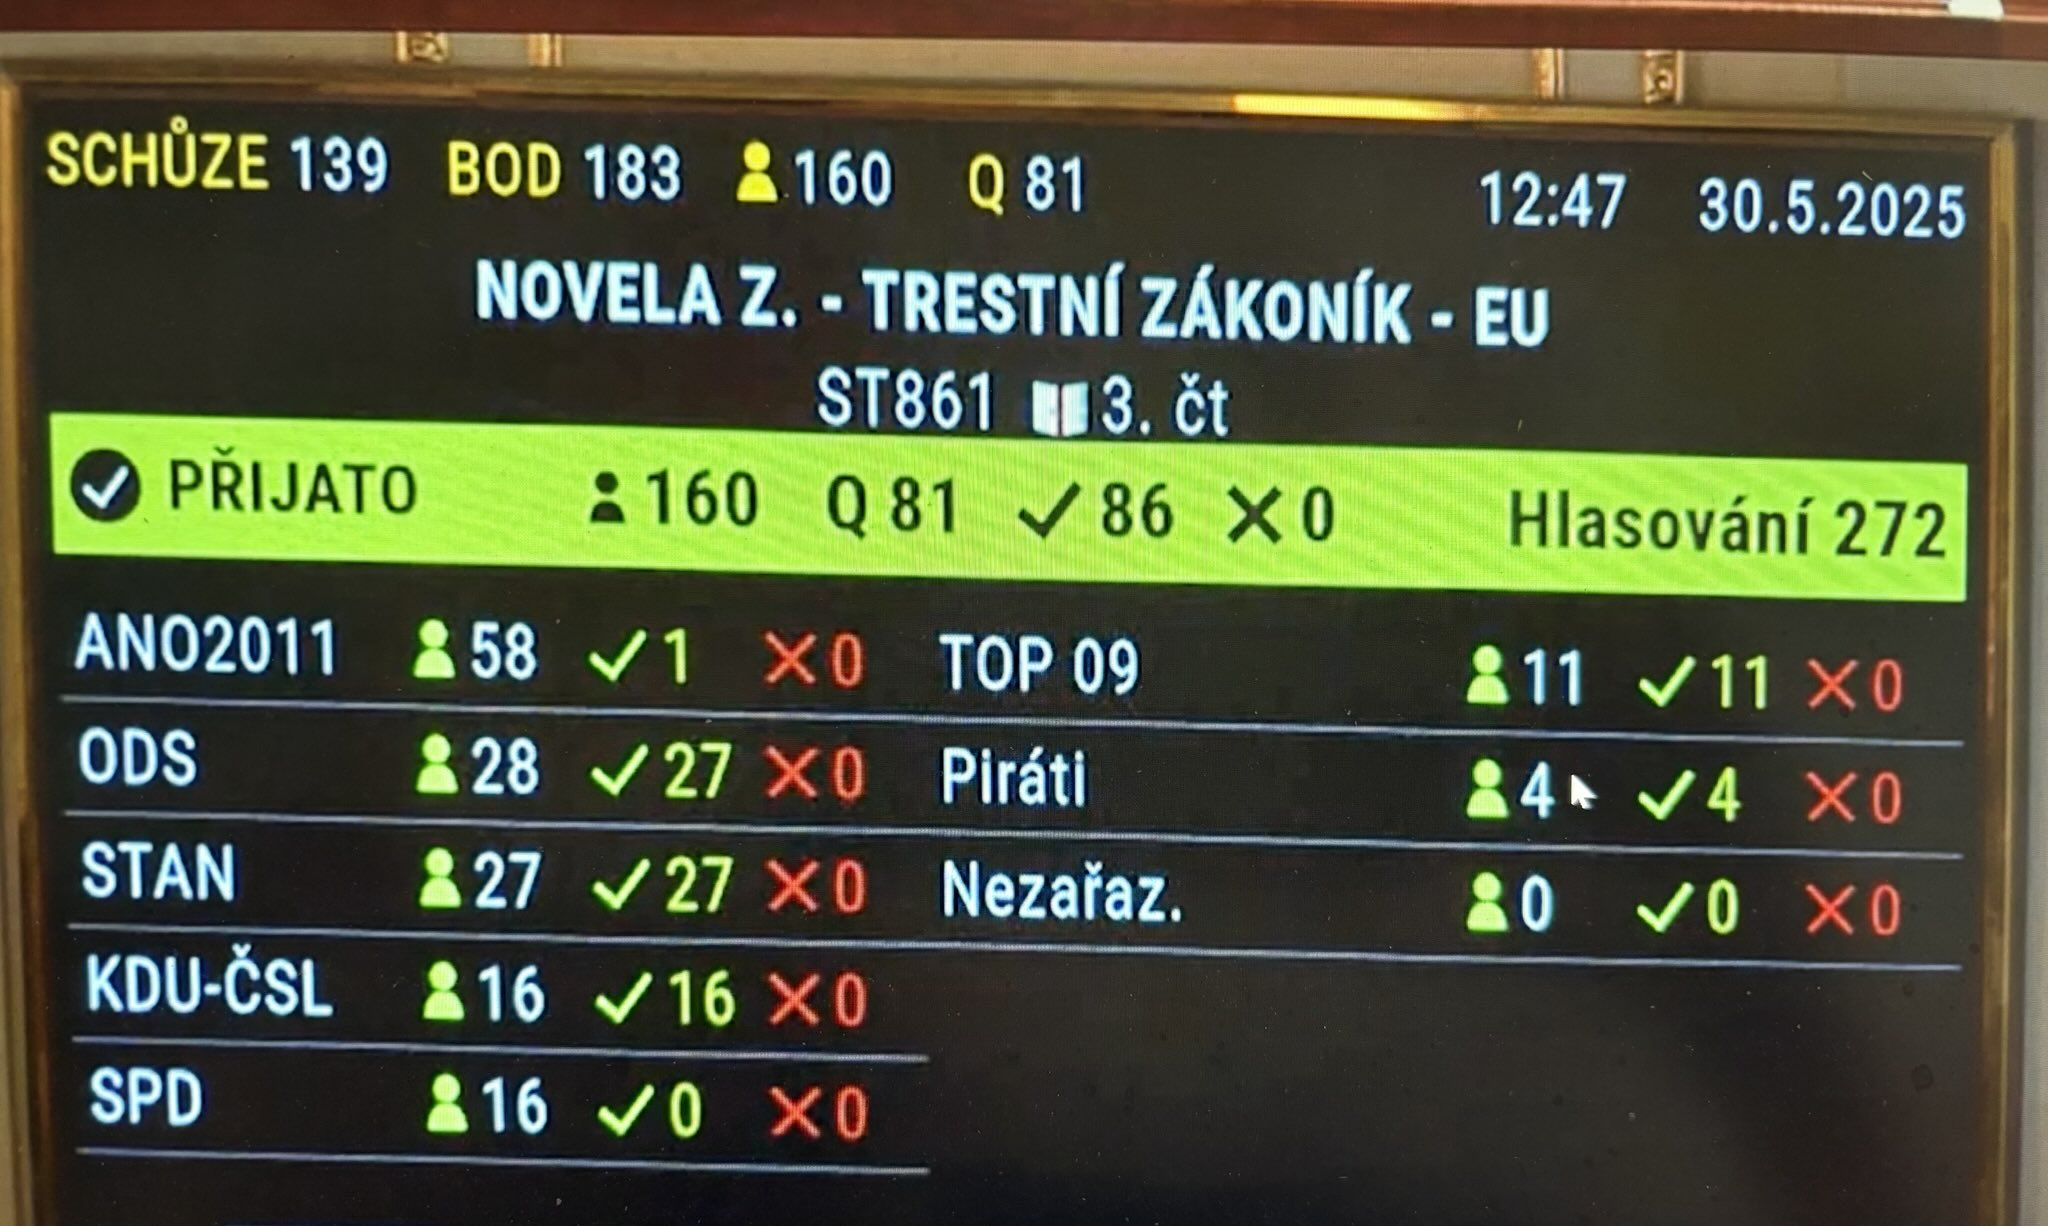 SCHŮZE 139 BOD 183 160 Q 81 12:47 30.5.2025
NOVELA Z. - TRESTNÍ ZÁKONÍK - EU
ST861 3. čt
PŘIJATO 160 Q 81 86 0 Hlasování 272
ANO2011 58 1 0
ODS 28 27 0
STAN 27 27 0
KDU-ČSL 16 16 0
SPD 16 0 0
TOP 09 11 11 0
Piráti 4 4 0
Nezařaz. 0 0 0